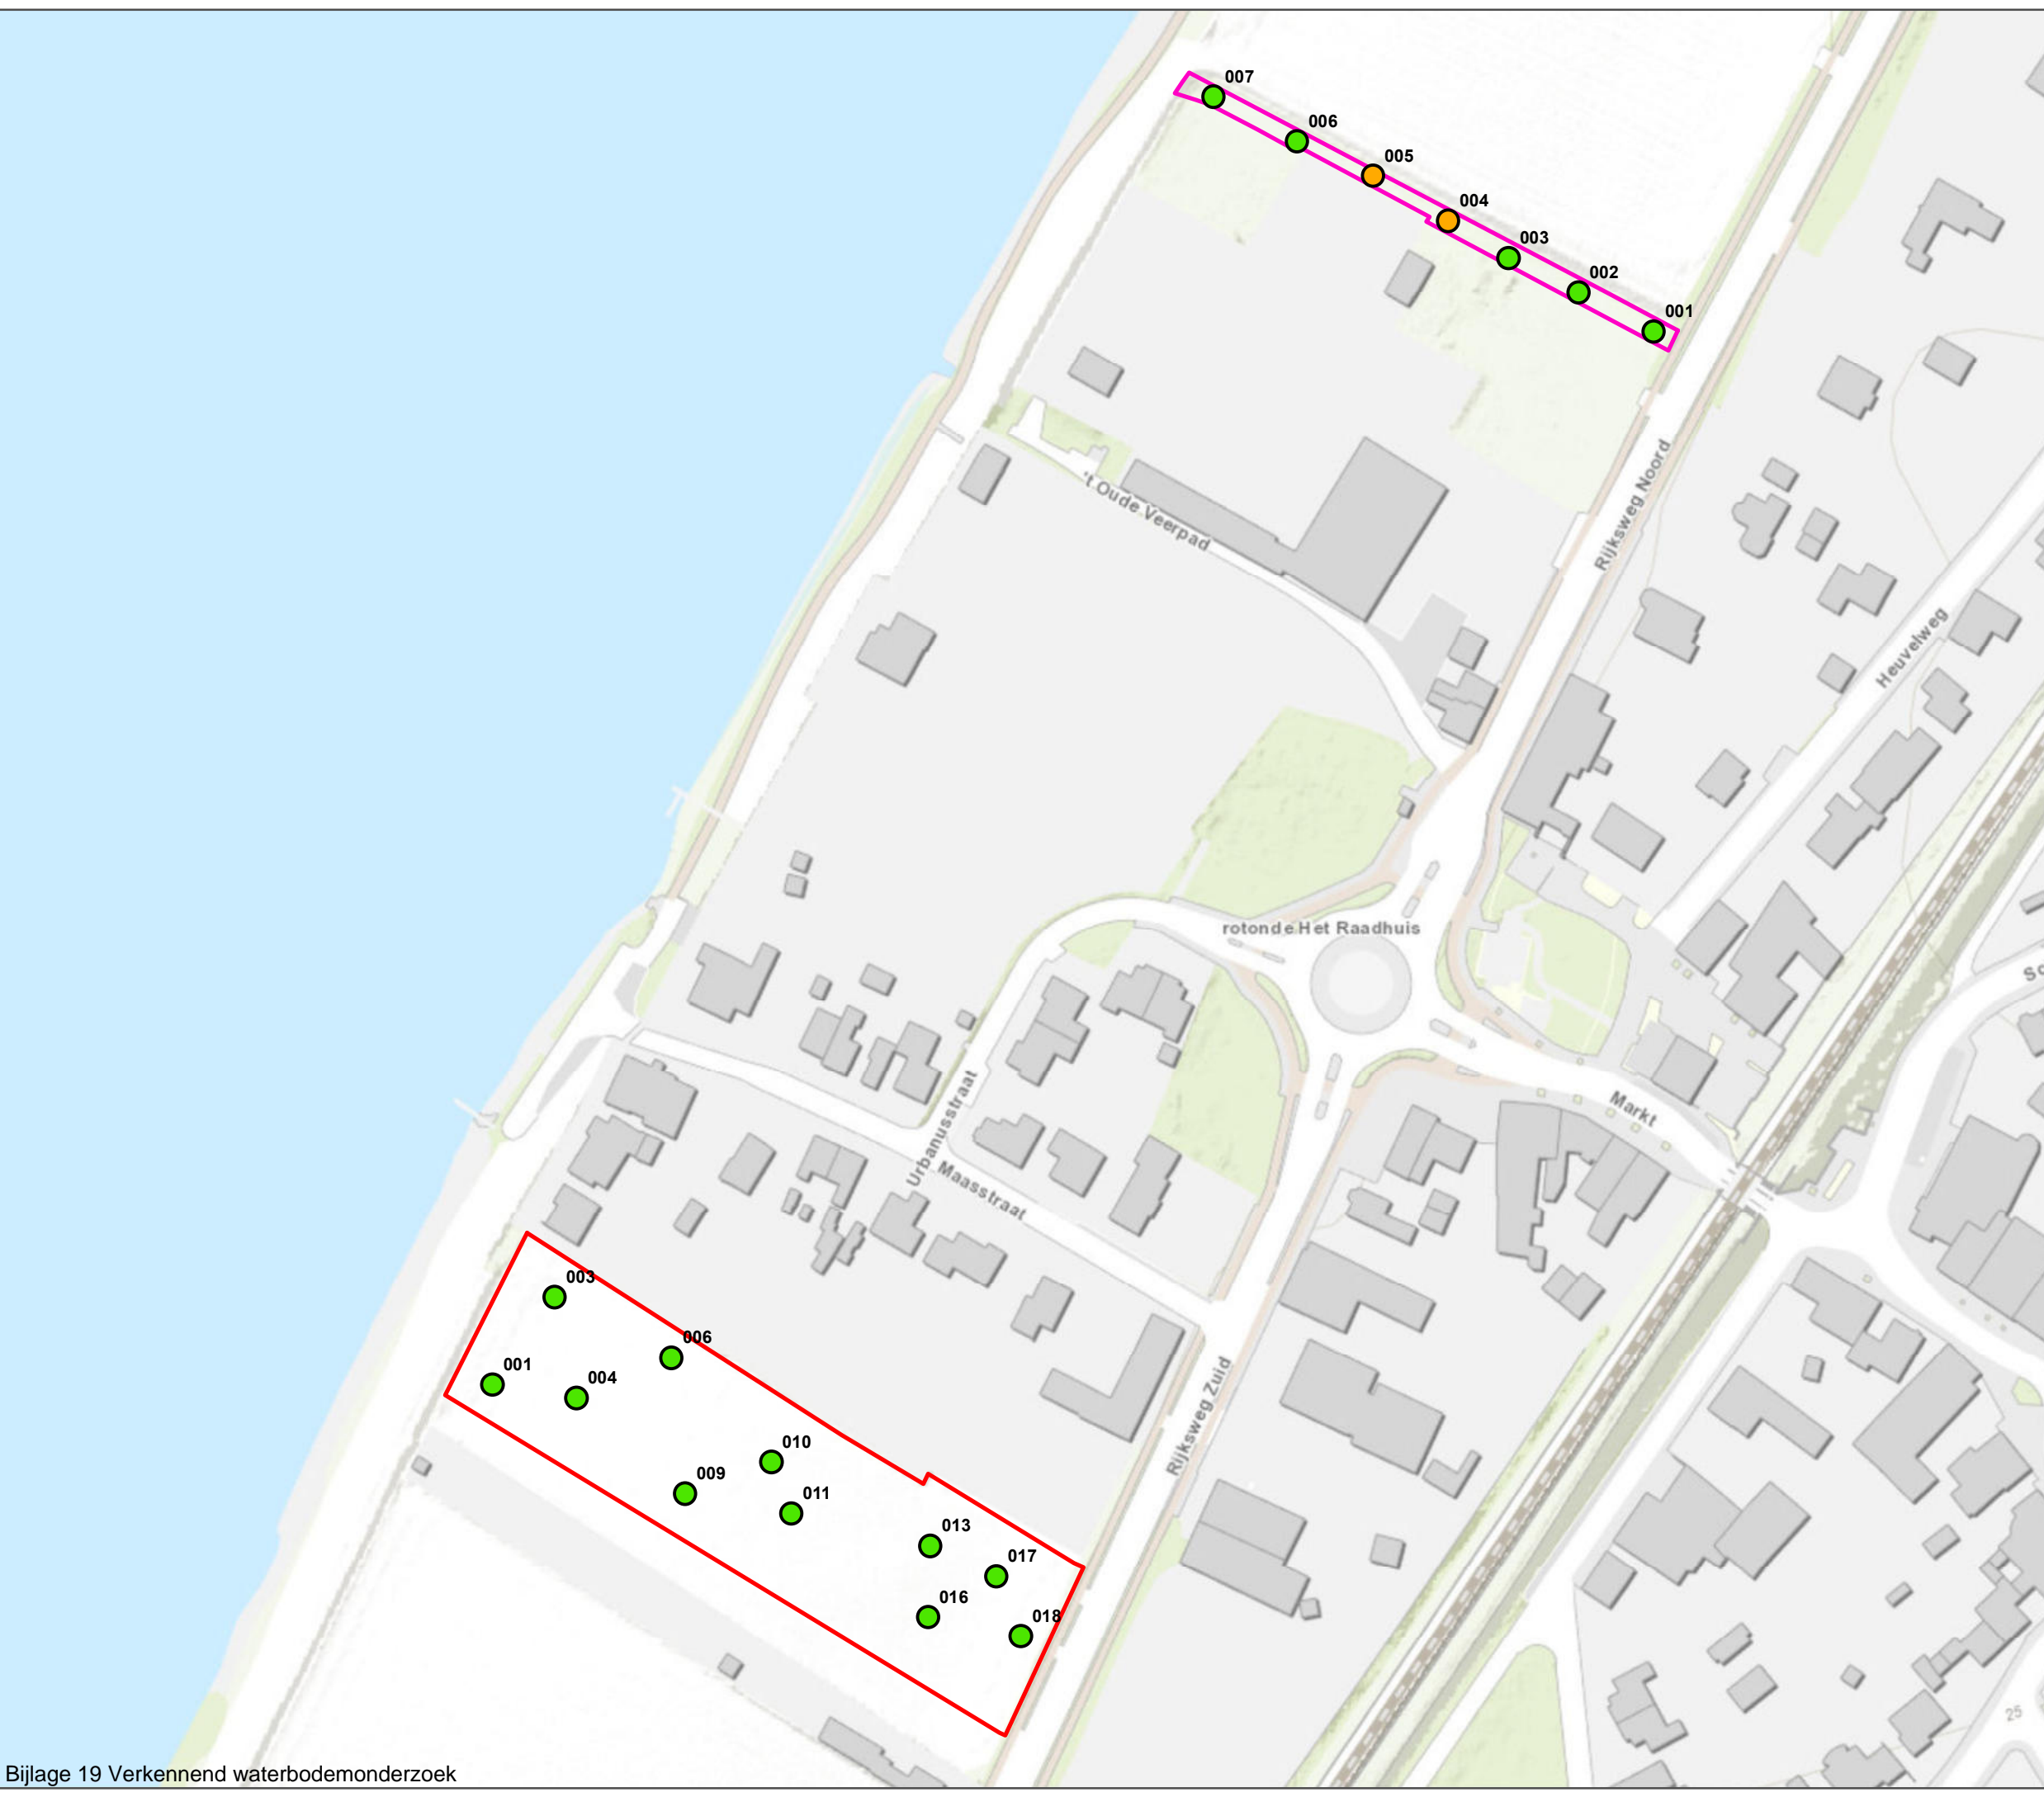 007
006
005
004
003
002
001
't Oude Veerpad
Rijksweg Noord
Heuvelweg
rotonde Het Raadhuis
Markt
Urbanusstraat
Maasstraat
Rijksweg Zuid
003
006
001
004
010
009
011
013
017
016
018
25
Bijlage 19 Verkennend waterbodemonderzoek